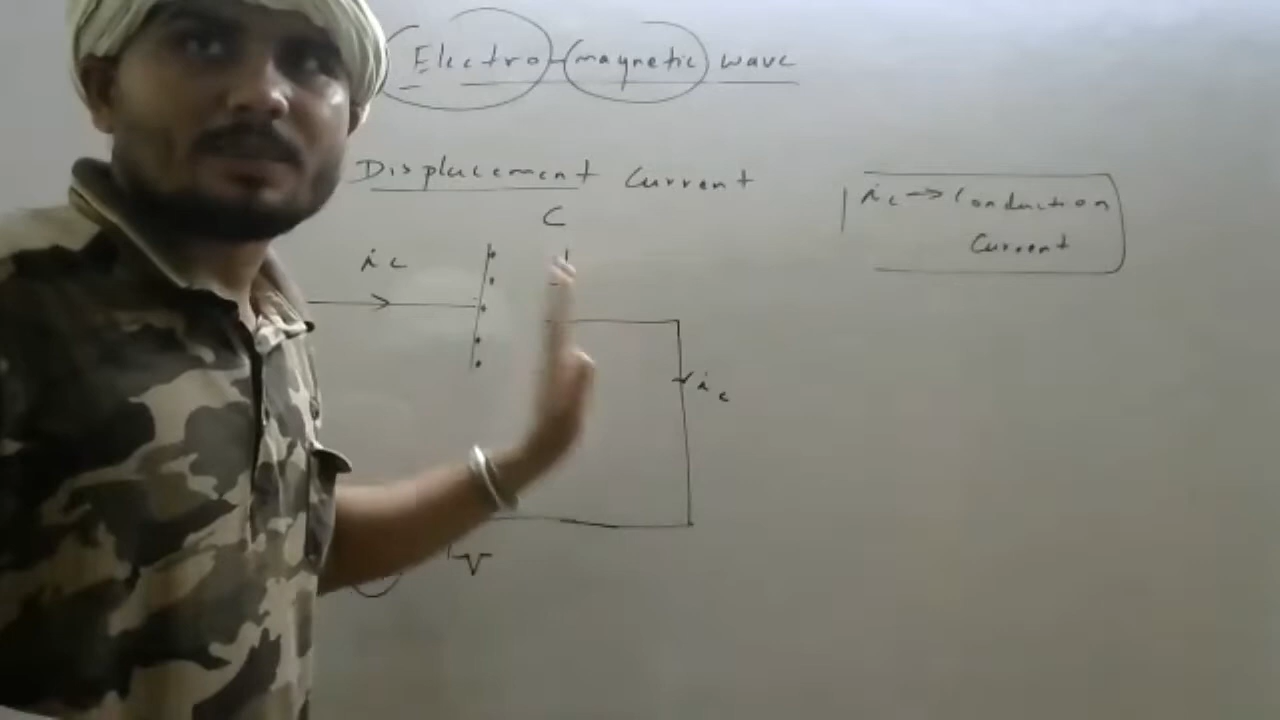 Electro-magnetic wave
Displacement Current
ic → Conduction
Current
C
ic
ic
V